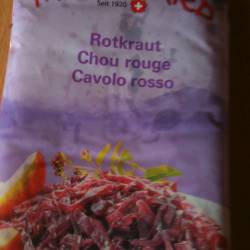 Seit 1920
Rotkraut
Chou rouge
Cavolo rosso